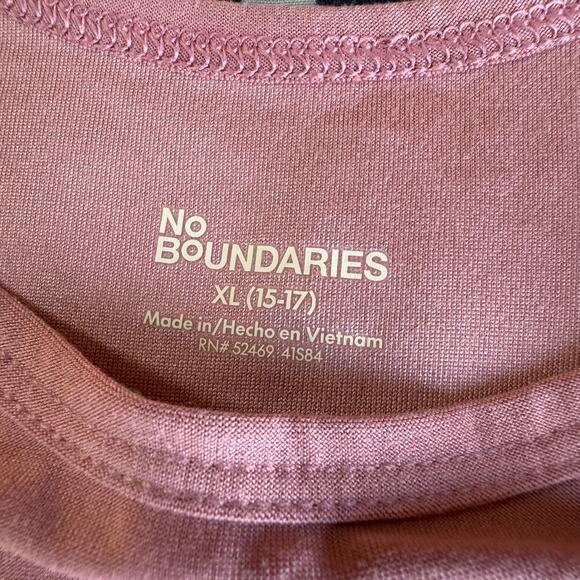 No
BoUNDARIES
XL (15-17)
Made in/Hecho en Vietnam
RN# 52469 41S84